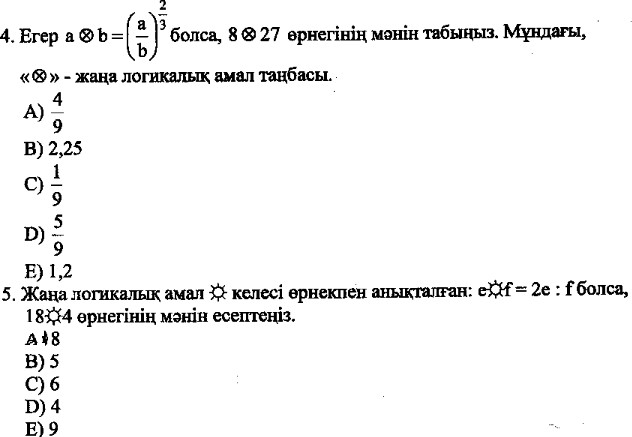 4. Егер a ⊗ b = (a/b)^(2/3) болса, 8 ⊗ 27 өрнегінің мәнін табыңыз. Мұндағы,
«⊗» - жаңа логикалық амал таңбасы.
A) 4/9
B) 2,25
C) 1/9
D) 5/9
E) 1,2
5. Жаңа логикалық амал ☼ келесі өрнекпен анықталған: e☼f = 2e : f болса,
18☼4 өрнегінің мәнін есептеңіз.
A) 8
B) 5
C) 6
D) 4
E) 9